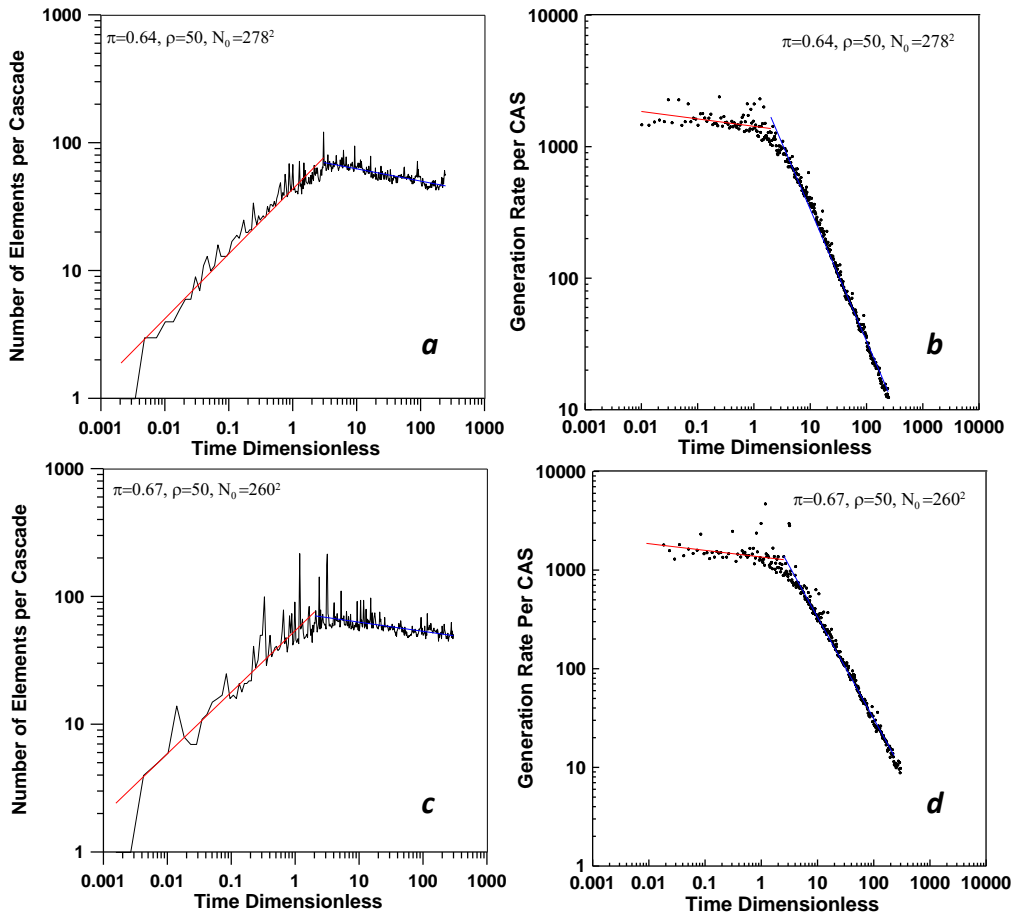 1000
100
10
1
Number of Elements per Cascade
π=0.64, ρ=50, N₀=278²
a
0.001 0.01 0.1 1 10 100 1000
Time Dimensionless
10000
1000
100
10
Generation Rate per CAS
π=0.64, ρ=50, N₀=278²
b
0.001 0.01 0.1 1 10 100 1000 10000
Time Dimensionless
1000
100
10
1
Number of Elements per Cascade
π=0.67, ρ=50, N₀=260²
c
0.001 0.01 0.1 1 10 100 1000
Time Dimensionless
10000
1000
100
10
1
Generation Rate Per CAS
π=0.67, ρ=50, N₀=260²
d
0.001 0.01 0.1 1 10 100 1000 10000
Time Dimensionless